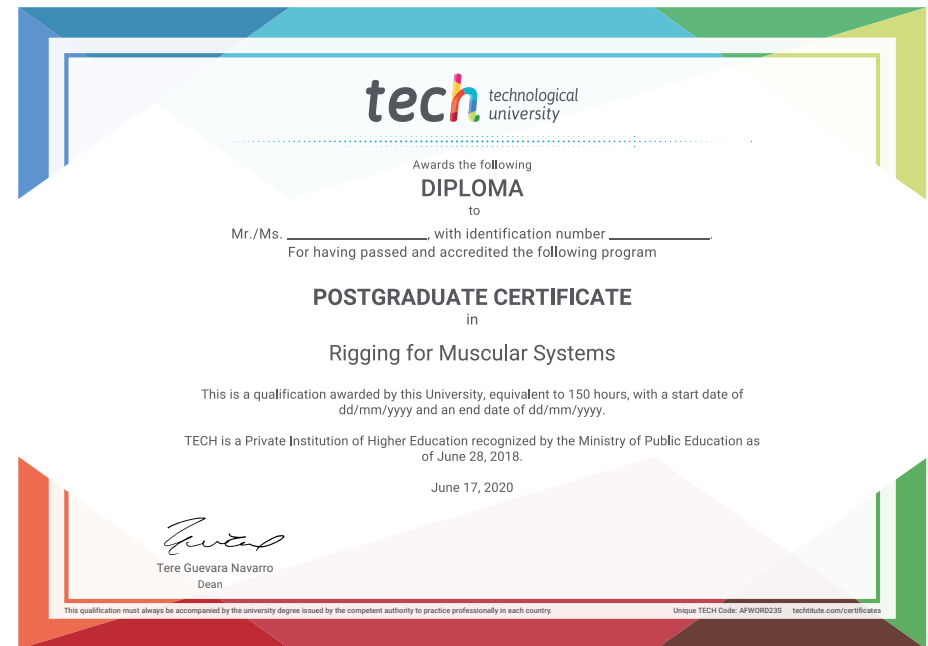 tech technological
university
Awards the following
DIPLOMA
to
Mr./Ms. ____________________, with identification number ______________.
For having passed and accredited the following program
POSTGRADUATE CERTIFICATE
in
Rigging for Muscular Systems
This is a qualification awarded by this University, equivalent to 150 hours, with a start date of
dd/mm/yyyy and an end date of dd/mm/yyyy.
TECH is a Private Institution of Higher Education recognized by the Ministry of Public Education as
of June 28, 2018.
June 17, 2020
Tere Guevara Navarro
Dean
This qualification must always be accompanied by the university degree issued by the competent authority to practice professionally in each country. Unique TECH Code: AFWORD23S techtitute.com/certificates